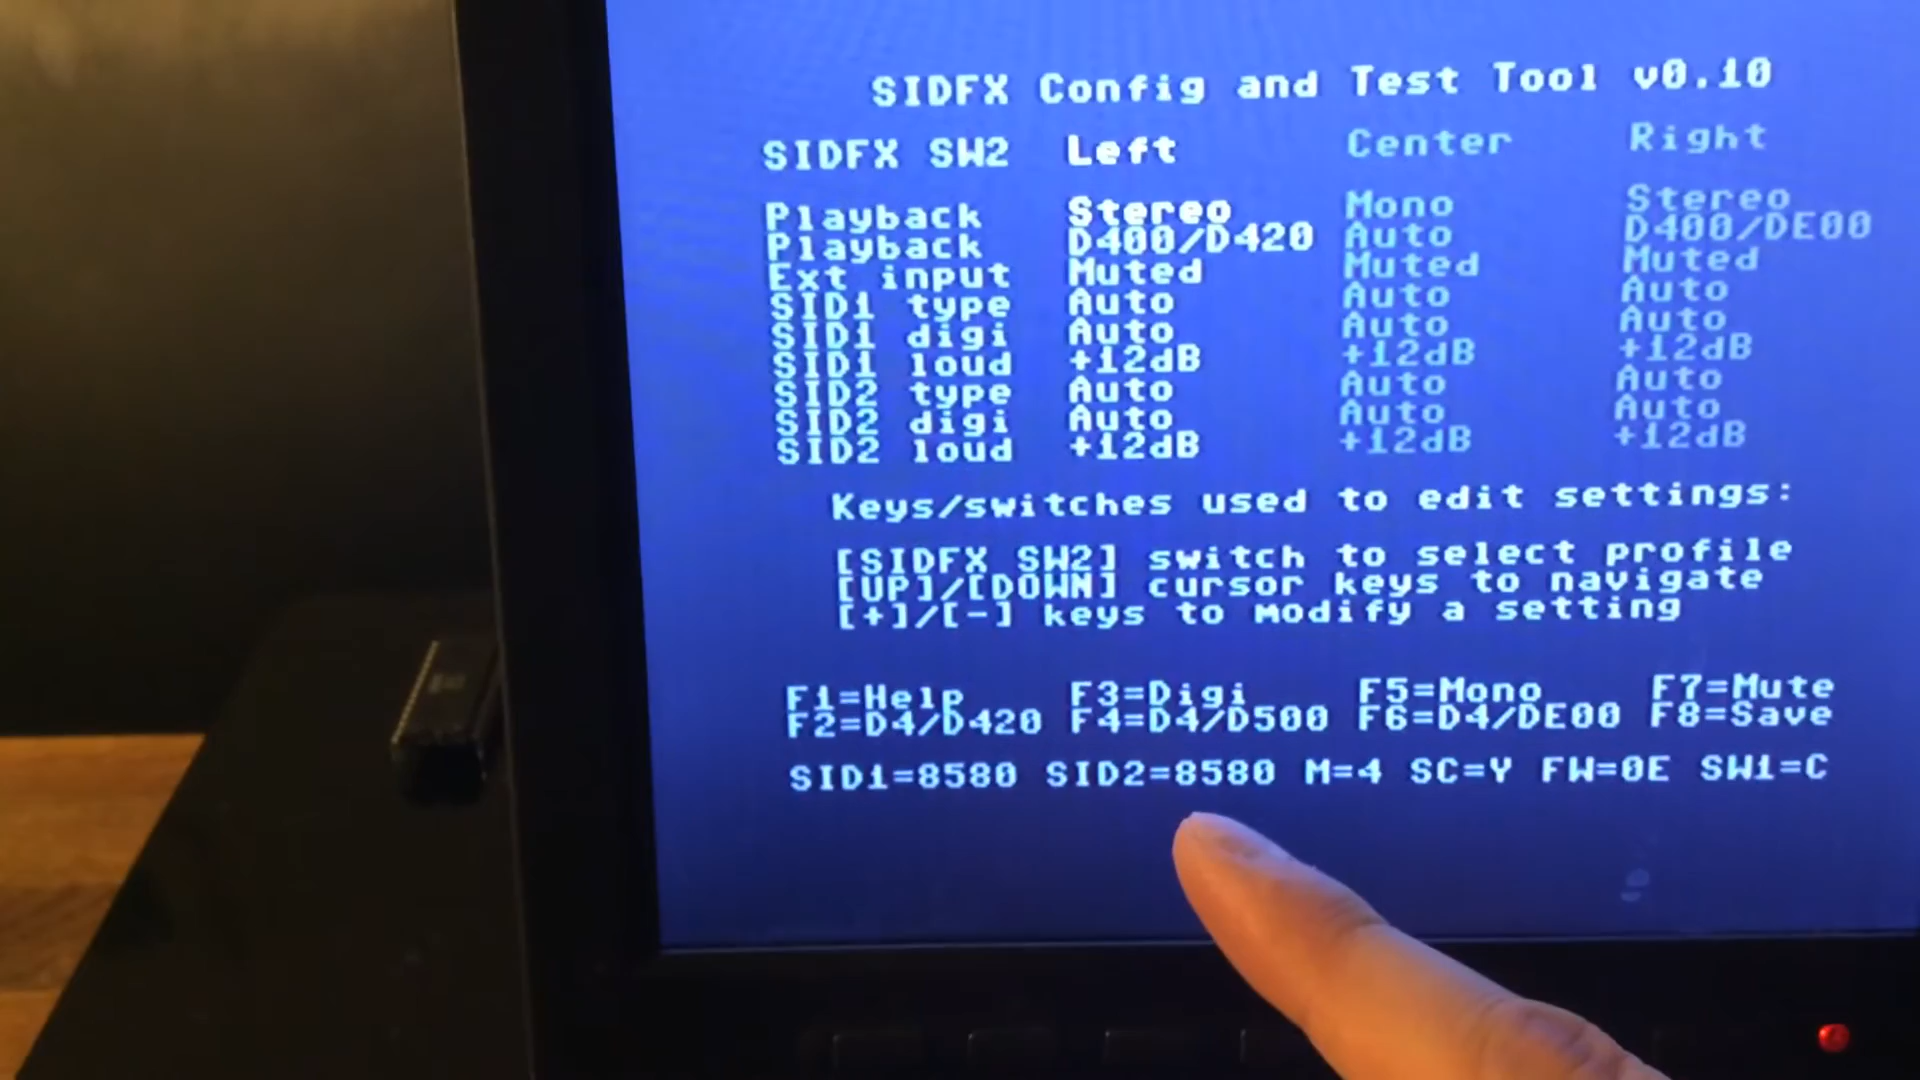 SIDFX Config and Test Tool v0.10
SIDFX SW2 Left Center Right
Playback Stereo Mono Stereo
Playback D400/D420 Auto D400/DE00
Ext input Muted Muted Muted
SID1 type Auto Auto Auto
SID1 digi Auto Auto Auto
SID1 loud +12dB +12dB +12dB
SID2 type Auto Auto Auto
SID2 digi Auto Auto Auto
SID2 loud +12dB +12dB +12dB
Keys/switches used to edit settings:
[SIDFX SW2] switch to select profile
[UP]/[DOWN] cursor keys to navigate
[+]/[-] keys to modify a setting
F1=Help F3=Digi F5=Mono F7=Mute
F2=D4/D420 F4=D4/D500 F6=D4/DE00 F8=Save
SID1=8580 SID2=8580 M=4 SC=Y FW=0E SW1=C